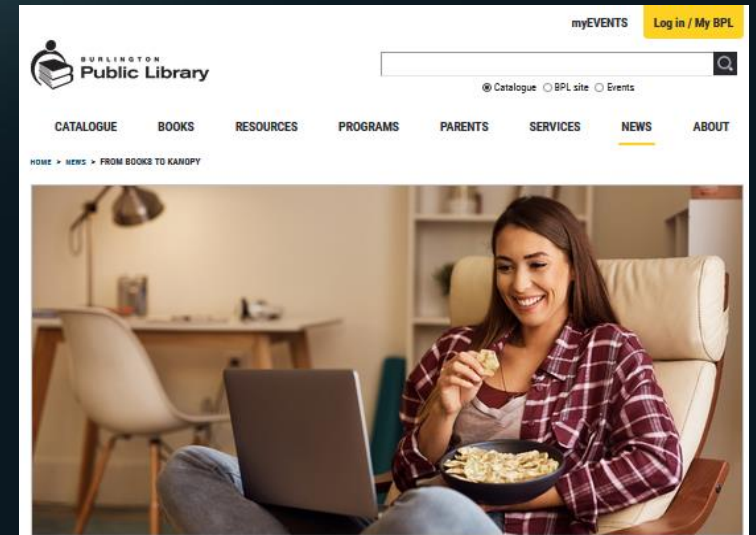 myEVENTS Log in / My BPL
BURLINGTON
Public Library
Catalogue BPL site Events
CATALOGUE BOOKS RESOURCES PROGRAMS PARENTS SERVICES NEWS ABOUT
HOME > NEWS > FROM BOOKS TO KANOPY